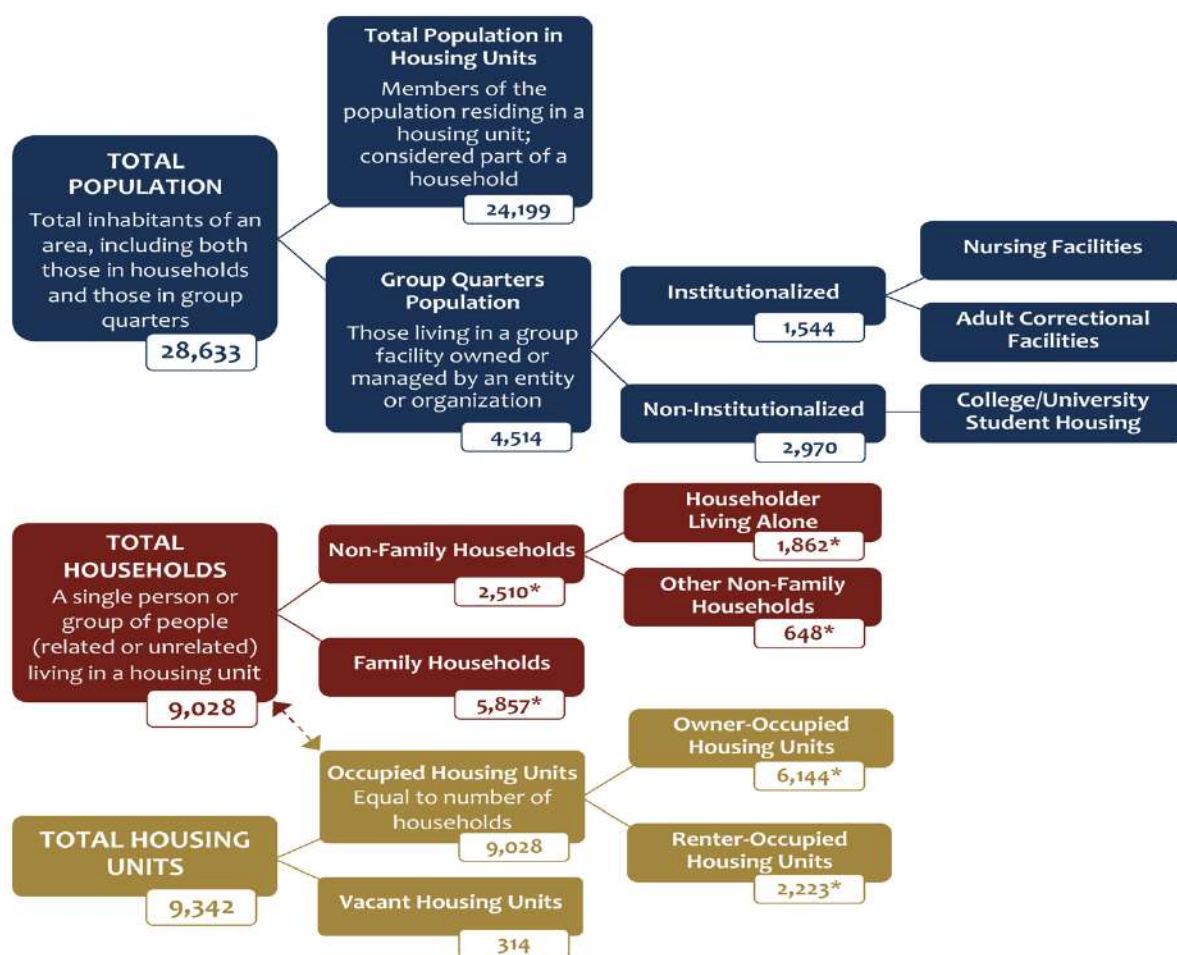 TOTAL
POPULATION
Total inhabitants of an
area, including both
those in households
and those in group
quarters
28,633
Total Population in
Housing Units
Members of the
population residing in a
housing unit;
considered part of a
household
24,199
Group Quarters
Population
Those living in a group
facility owned or
managed by an entity
or organization
4,514
Institutionalized
1,544
Nursing Facilities
Adult Correctional
Facilities
Non-Institutionalized
2,970
College/University
Student Housing
TOTAL
HOUSEHOLDS
A single person or
group of people
(related or unrelated)
living in a housing unit
9,028
Non-Family Households
2,510*
Householder
Living Alone
1,862*
Other Non-Family
Households
648*
Family Households
5,857*
TOTAL HOUSING
UNITS
9,342
Occupied Housing Units
Equal to number of
households
9,028
Owner-Occupied
Housing Units
6,144*
Renter-Occupied
Housing Units
2,223*
Vacant Housing Units
314